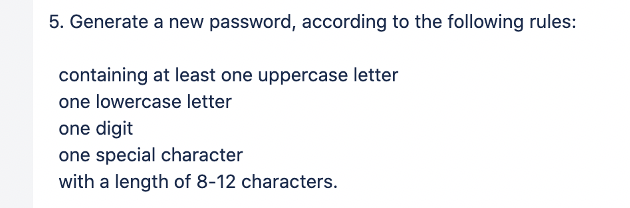 5. Generate a new password, according to the following rules:
containing at least one uppercase letter
one lowercase letter
one digit
one special character
with a length of 8-12 characters.